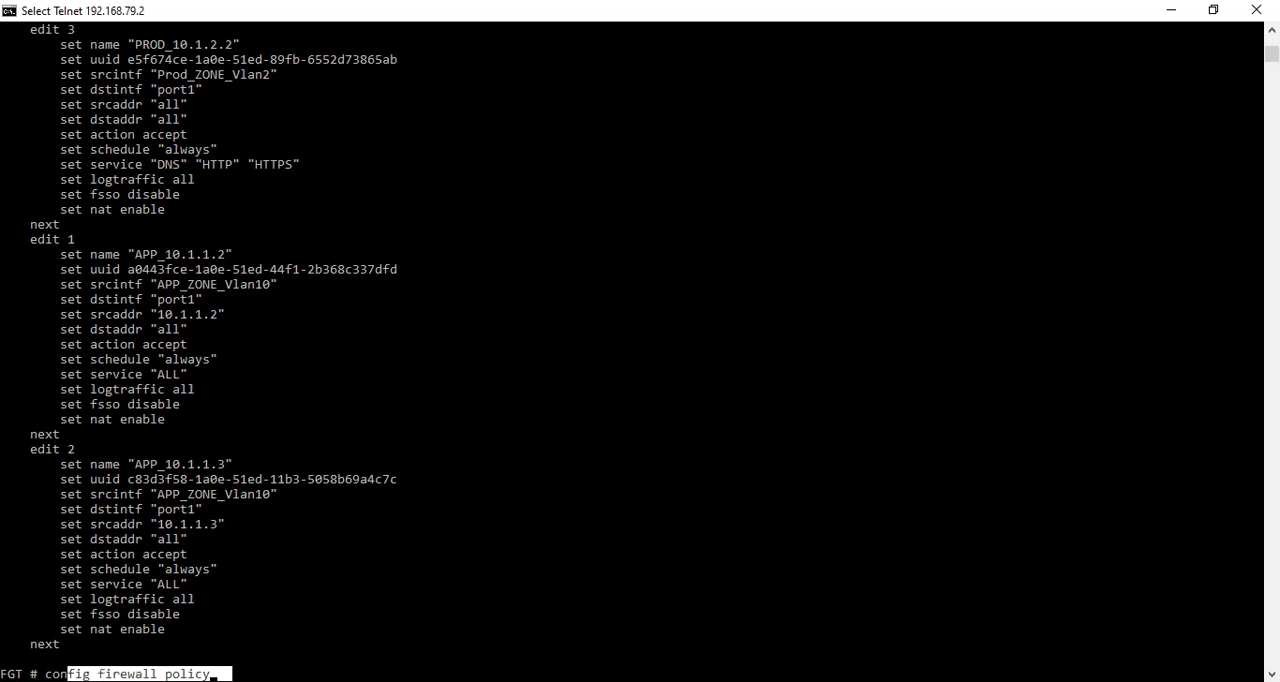 Select Telnet 192.168.79.2
edit 3
set name "PROD_10.1.2.2"
set uuid e5f674ce-1a0e-51ed-89fb-6552d73865ab
set srcintf "Prod_ZONE_Vlan2"
set dstintf "port1"
set srcaddr "all"
set dstaddr "all"
set action accept
set schedule "always"
set service "DNS" "HTTP" "HTTPS"
set logtraffic all
set fsso disable
set nat enable
next
edit 1
set name "APP_10.1.1.2"
set uuid a0443fce-1a0e-51ed-44f1-2b368c337dfd
set srcintf "APP_ZONE_Vlan10"
set dstintf "port1"
set srcaddr "10.1.1.2"
set dstaddr "all"
set action accept
set schedule "always"
set service "ALL"
set logtraffic all
set fsso disable
set nat enable
next
edit 2
set name "APP_10.1.1.3"
set uuid c83d3f58-1a0e-51ed-11b3-5058b69a4c7c
set srcintf "APP_ZONE_Vlan10"
set dstintf "port1"
set srcaddr "10.1.1.3"
set dstaddr "all"
set action accept
set schedule "always"
set service "ALL"
set logtraffic all
set fsso disable
set nat enable
next
FGT # config firewall policy